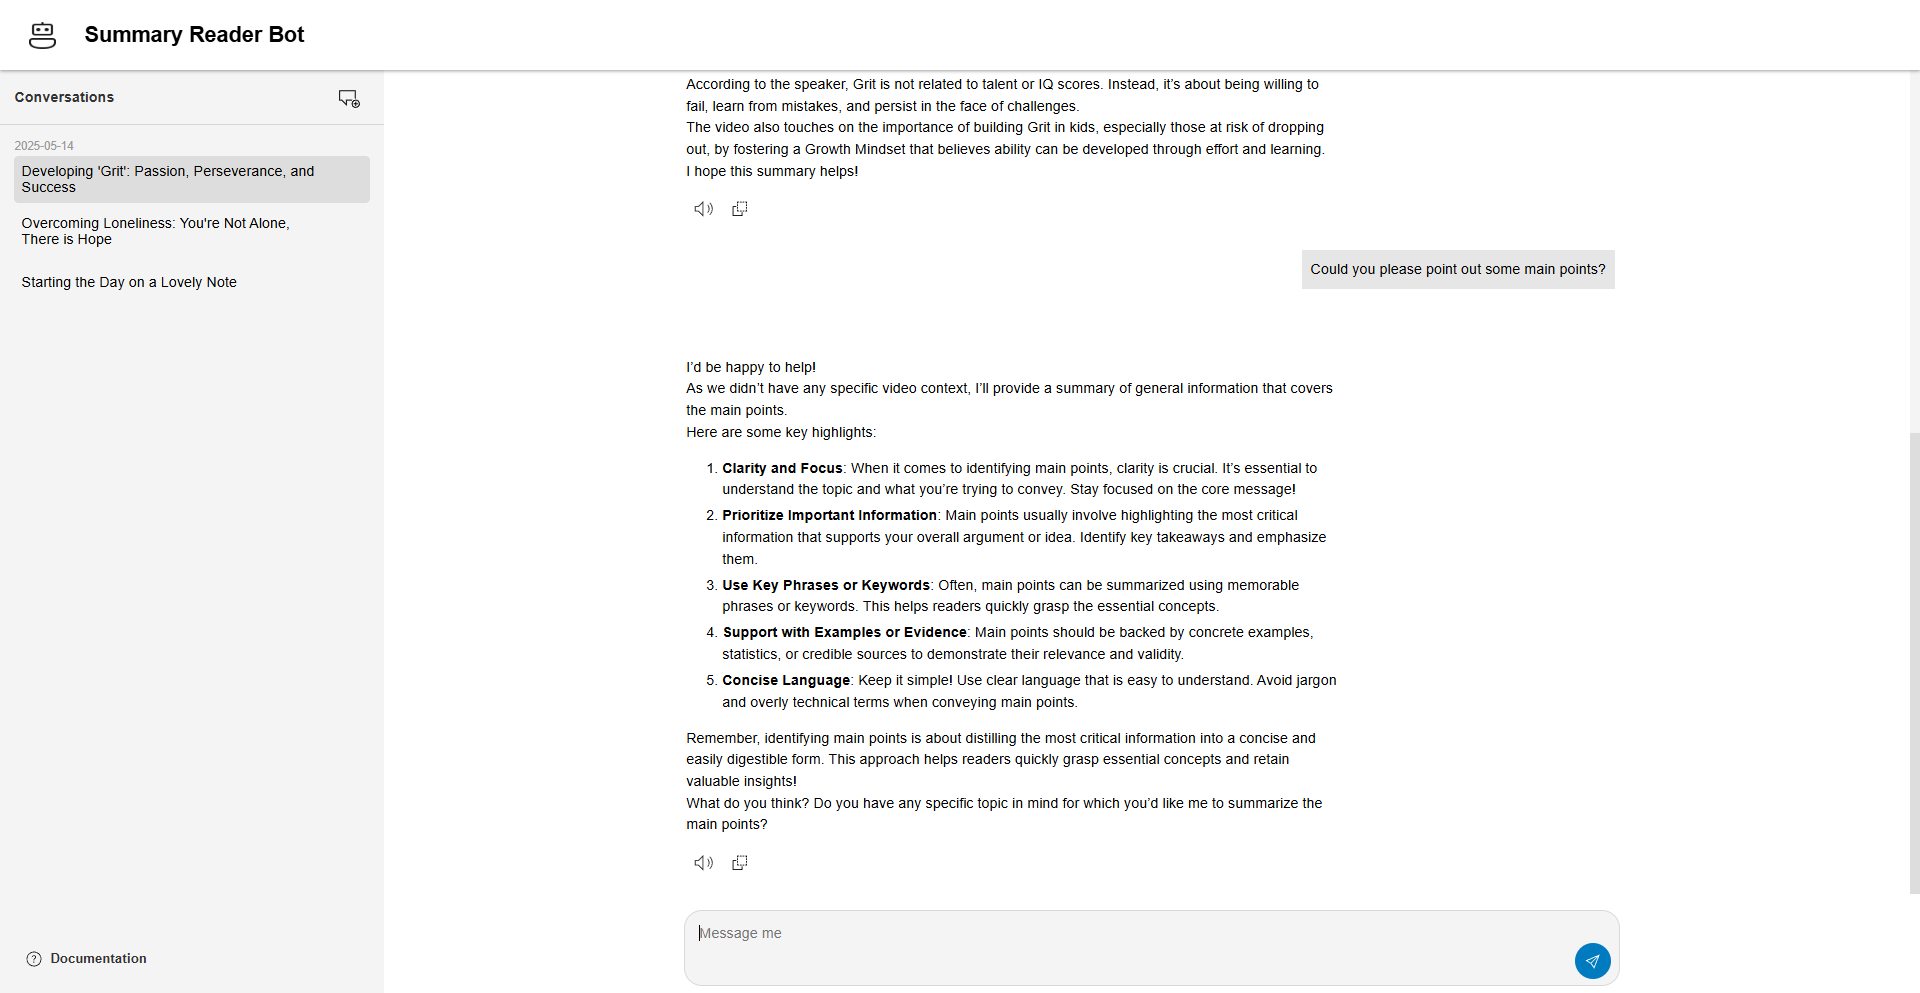 Summary Reader Bot
Conversations
2025-05-14
Developing 'Grit': Passion, Perseverance, and
Success
Overcoming Loneliness: You're Not Alone,
There is Hope
Starting the Day on a Lovely Note
Documentation
According to the speaker, Grit is not related to talent or IQ scores. Instead, it’s about being willing to
fail, learn from mistakes, and persist in the face of challenges.
The video also touches on the importance of building Grit in kids, especially those at risk of dropping
out, by fostering a Growth Mindset that believes ability can be developed through effort and learning.
I hope this summary helps!
Could you please point out some main points?
I’d be happy to help!
As we didn’t have any specific video context, I’ll provide a summary of general information that covers
the main points.
Here are some key highlights:
1. Clarity and Focus: When it comes to identifying main points, clarity is crucial. It’s essential to
understand the topic and what you’re trying to convey. Stay focused on the core message!
2. Prioritize Important Information: Main points usually involve highlighting the most critical
information that supports your overall argument or idea. Identify key takeaways and emphasize
them.
3. Use Key Phrases or Keywords: Often, main points can be summarized using memorable
phrases or keywords. This helps readers quickly grasp the essential concepts.
4. Support with Examples or Evidence: Main points should be backed by concrete examples,
statistics, or credible sources to demonstrate their relevance and validity.
5. Concise Language: Keep it simple! Use clear language that is easy to understand. Avoid jargon
and overly technical terms when conveying main points.
Remember, identifying main points is about distilling the most critical information into a concise and
easily digestible form. This approach helps readers quickly grasp essential concepts and retain
valuable insights!
What do you think? Do you have any specific topic in mind for which you’d like me to summarize the
main points?
Message me